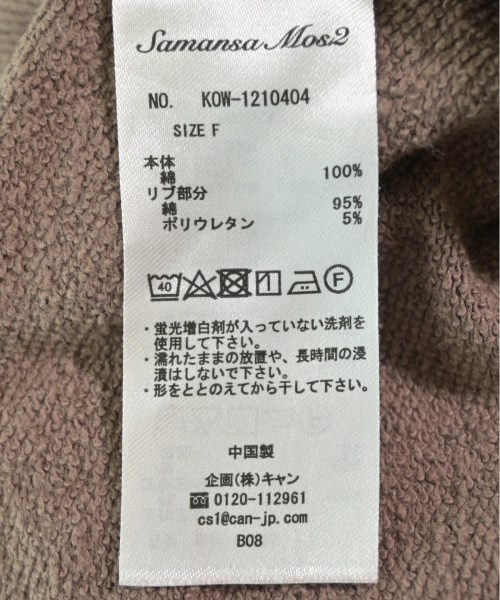 Samansa Mos2
NO. KOW-1210404
SIZE F
本体
綿 100%
リブ部分
綿 95%
ポリウレタン 5%
40 F
・蛍光増白剤が入っていない洗剤を
使用して下さい。
・濡れたままの放置や、長時間の浸
漬はしないで下さい。
・形をととのえてから干して下さい。
中国製
企画(株)キャン
0120-112961
cs1@can-jp.com
B08